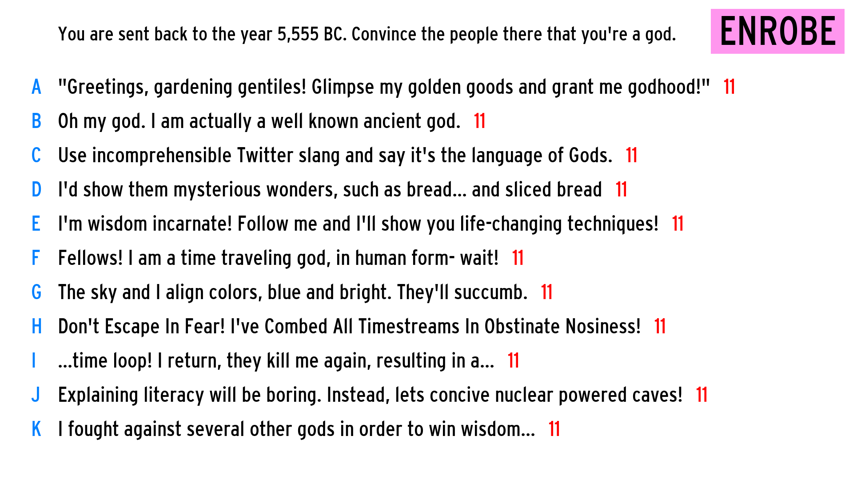 You are sent back to the year 5,555 BC. Convince the people there that you're a god.
ENROBE
A "Greetings, gardening gentiles! Glimpse my golden goods and grant me godhood!" 11
B Oh my god. I am actually a well known ancient god. 11
C Use incomprehensible Twitter slang and say it's the language of Gods. 11
D I'd show them mysterious wonders, such as bread... and sliced bread 11
E I'm wisdom incarnate! Follow me and I'll show you life-changing techniques! 11
F Fellows! I am a time traveling god, in human form- wait! 11
G The sky and I align colors, blue and bright. They'll succumb. 11
H Don't Escape In Fear! I've Combed All Timestreams In Obstinate Nosiness! 11
I ...time loop! I return, they kill me again, resulting in a... 11
J Explaining literacy will be boring. Instead, lets concive nuclear powered caves! 11
K I fought against several other gods in order to win wisdom... 11